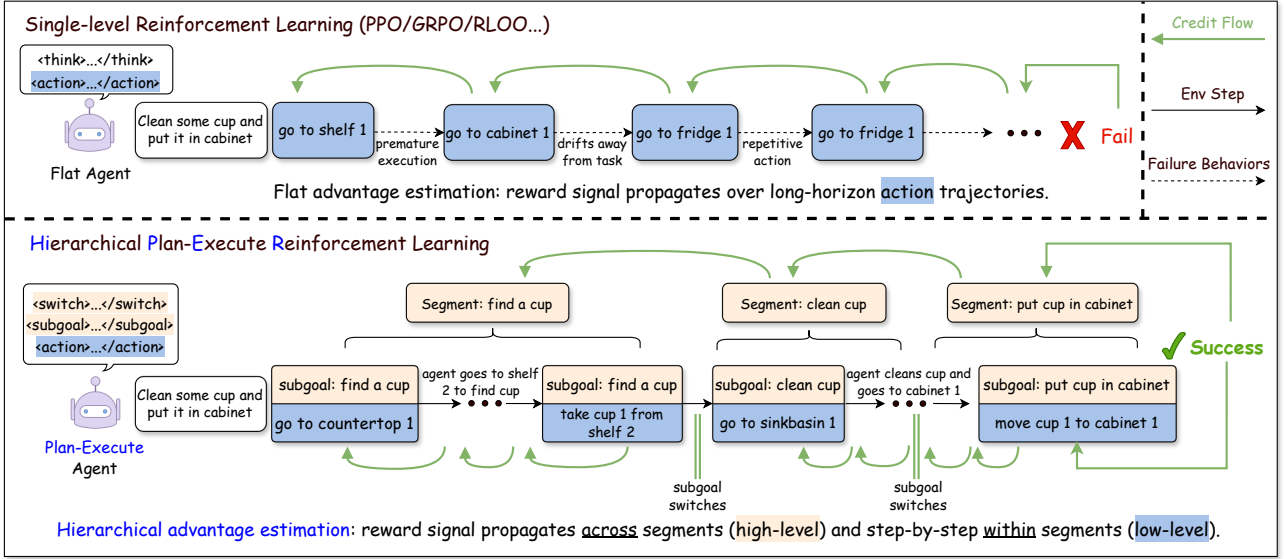 Single-level Reinforcement Learning (PPO/GRPO/RLOO...)
<think>...</think>
<action>...</action>
Flat Agent
Clean some cup and
put it in cabinet
go to shelf 1
premature
execution
go to cabinet 1
drifts away
from task
go to fridge 1
repetitive
action
go to fridge 1
...
X Fail
Flat advantage estimation: reward signal propagates over long-horizon action trajectories.
Credit Flow
Env Step
Failure Behaviors
Hierarchical Plan-Execute Reinforcement Learning
<switch>...</switch>
<subgoal>...</subgoal>
<action>...</action>
Plan-Execute
Agent
Clean some cup and
put it in cabinet
Segment: find a cup
Segment: clean cup
Segment: put cup in cabinet
✓ Success
subgoal: find a cup
go to countertop 1
agent goes to shelf
2 to find cup
...
subgoal: find a cup
take cup 1 from
shelf 2
subgoal
switches
subgoal: clean cup
go to sinkbasin 1
agent cleans cup and
goes to cabinet 1
...
subgoal
switches
subgoal: put cup in cabinet
move cup 1 to cabinet 1
Hierarchical advantage estimation: reward signal propagates across segments (high-level) and step-by-step within segments (low-level).